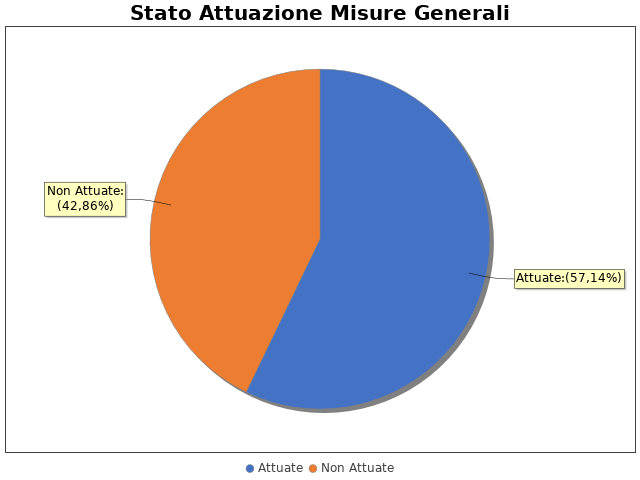 Stato Attuazione Misure Generali
Non Attuate:
(42,86%)
Attuate:(57,14%)
Attuate
Non Attuate